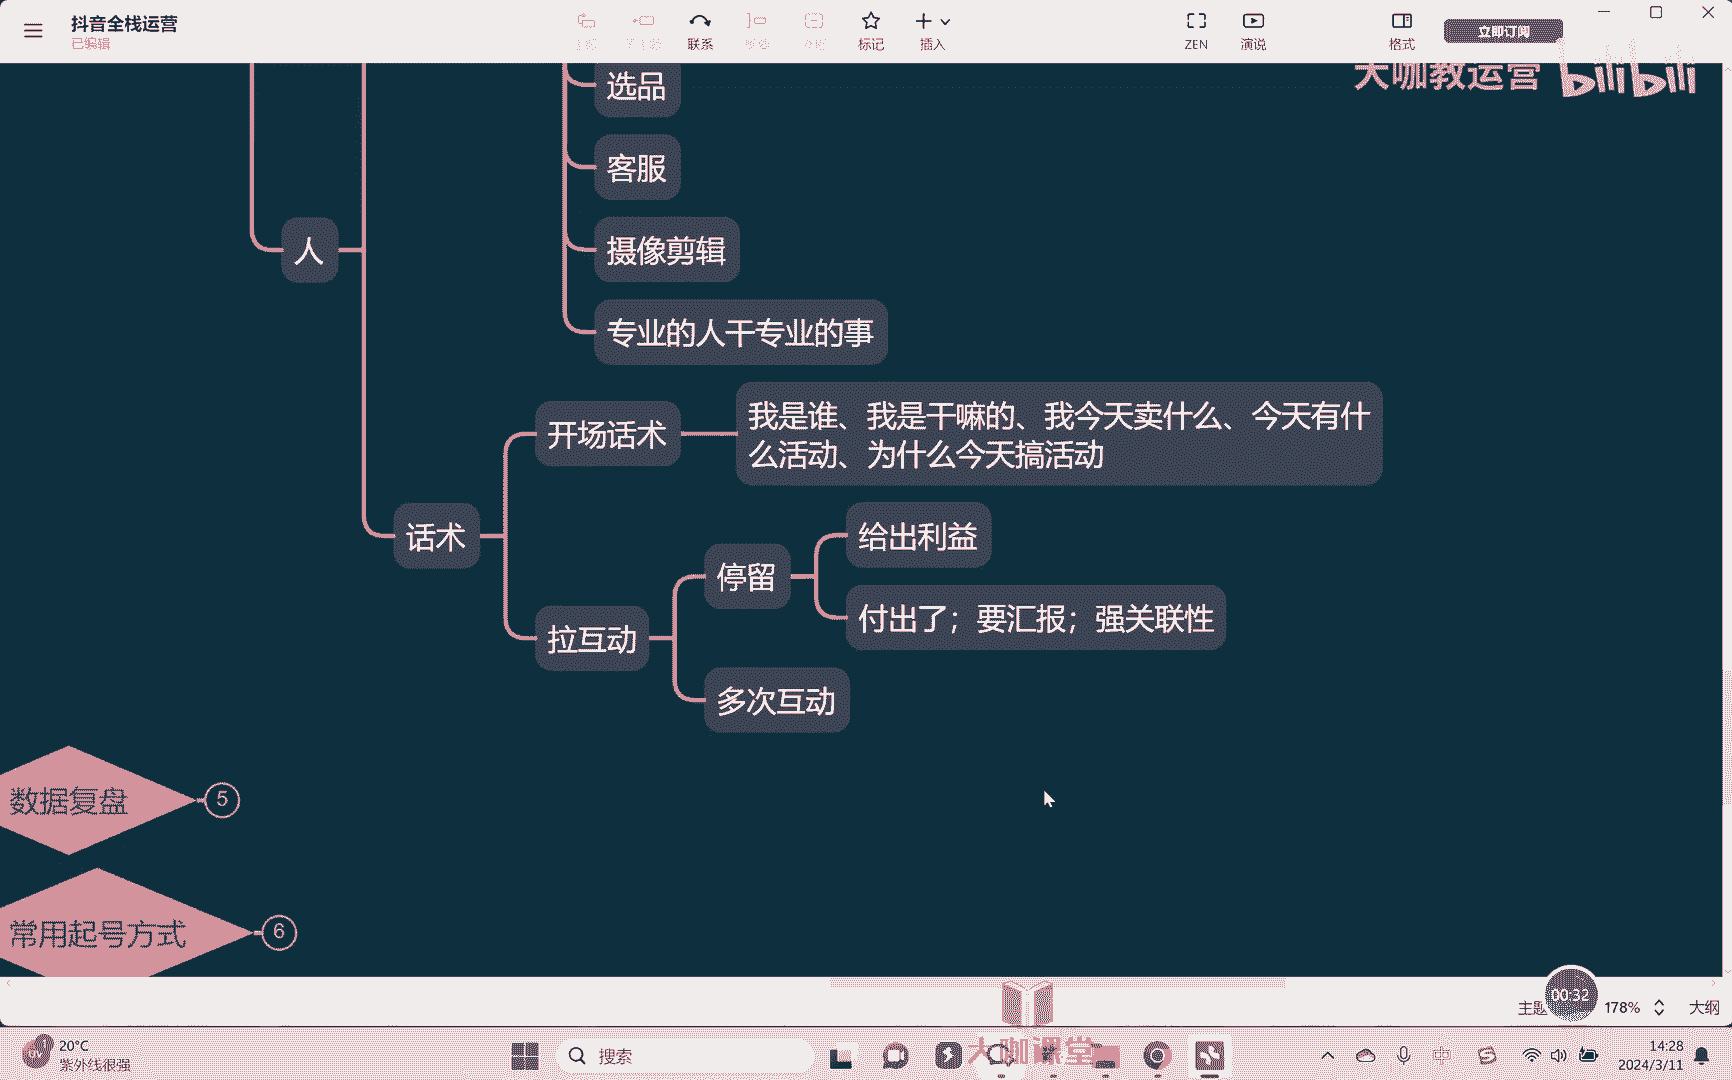 抖音全栈运营
已编辑
联系
标记
插入
ZEN
演说
格式
立即订阅
大咖教运营
bilibili
选品
客服
摄像剪辑
人
专业的人干专业的事
开场话术
我是谁、我是干嘛的、我今天卖什么、今天有什
么活动、为什么今天搞活动
话术
停留
给出利益
付出了；要汇报；强关联性
拉互动
多次互动
数据复盘
5
常用起号方式
6
主题
00:32
178%
大纲
20°C
紫外线很强
搜索
大咖课堂
中
14:28
2024/3/11